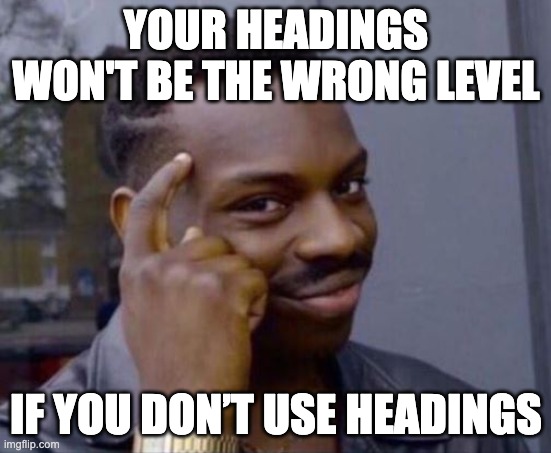 YOUR HEADINGS
WON'T BE THE WRONG LEVEL
IF YOU DON’T USE HEADINGS
imgflip.com